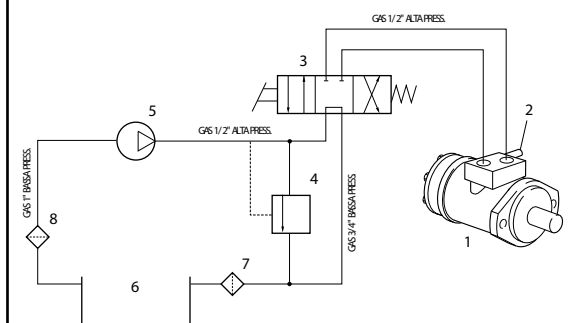 GAS 1/2" ALTA PRESS.
3
2
5
GAS 1/2" ALTA PRESS.
4
GAS 1" BASSA PRESS.
GAS 3/4" BASSA PRESS.
1
8
7
6